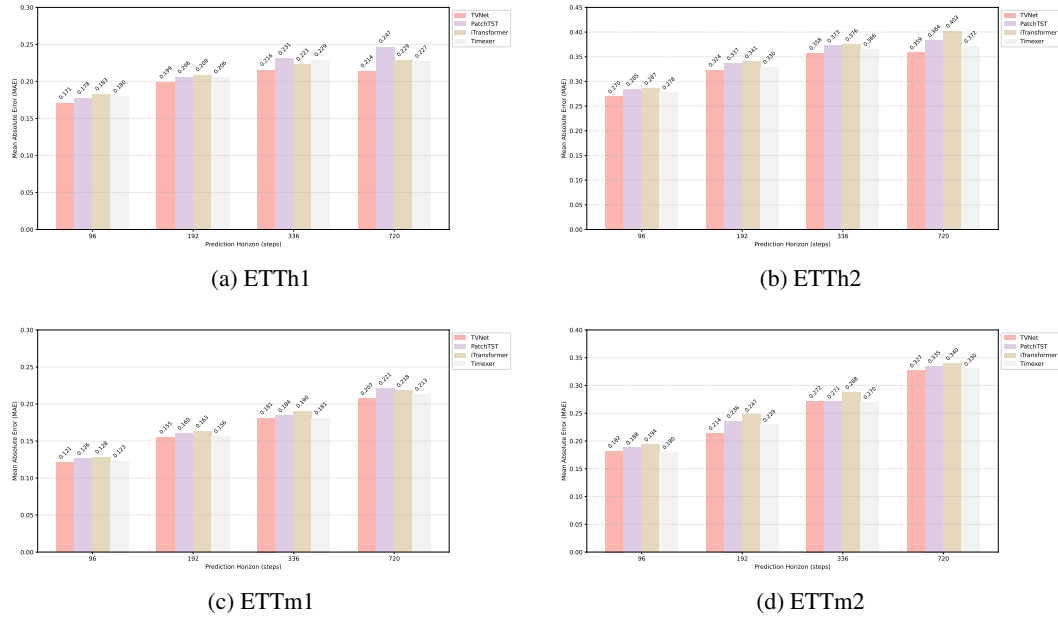 0.30
0.25
0.20
0.15
0.10
0.05
0.00
Mean Absolute Error (MAE)
0.171 0.178 0.183 0.180
0.199 0.206 0.209 0.206
0.216 0.231 0.223 0.229
0.214 0.247 0.229 0.227
96 192 336 720
Prediction Horizon (steps)
TVNet
PatchTST
iTransformer
Timexer
(a) ETTh1
0.45
0.40
0.35
0.30
0.25
0.20
0.15
0.10
0.05
0.00
Mean Absolute Error (MAE)
0.270 0.285 0.287 0.278
0.324 0.337 0.341 0.330
0.358 0.373 0.376 0.366
0.359 0.384 0.403 0.372
96 192 336 720
Prediction Horizon (steps)
TVNet
PatchTST
iTransformer
Timexer
(b) ETTh2
0.30
0.25
0.20
0.15
0.10
0.05
0.00
Mean Absolute Error (MAE)
0.121 0.126 0.128 0.123
0.155 0.160 0.163 0.156
0.181 0.184 0.190 0.181
0.207 0.221 0.218 0.213
96 192 336 720
Prediction Horizon (steps)
TVNet
PatchTST
iTransformer
Timexer
(c) ETTm1
0.40
0.35
0.30
0.25
0.20
0.15
0.10
0.05
0.00
Mean Absolute Error (MAE)
0.182 0.188 0.194 0.180
0.214 0.236 0.247 0.229
0.272 0.271 0.288 0.270
0.327 0.335 0.340 0.330
96 192 336 720
Prediction Horizon (steps)
TVNet
PatchTST
iTransformer
Timexer
(d) ETTm2